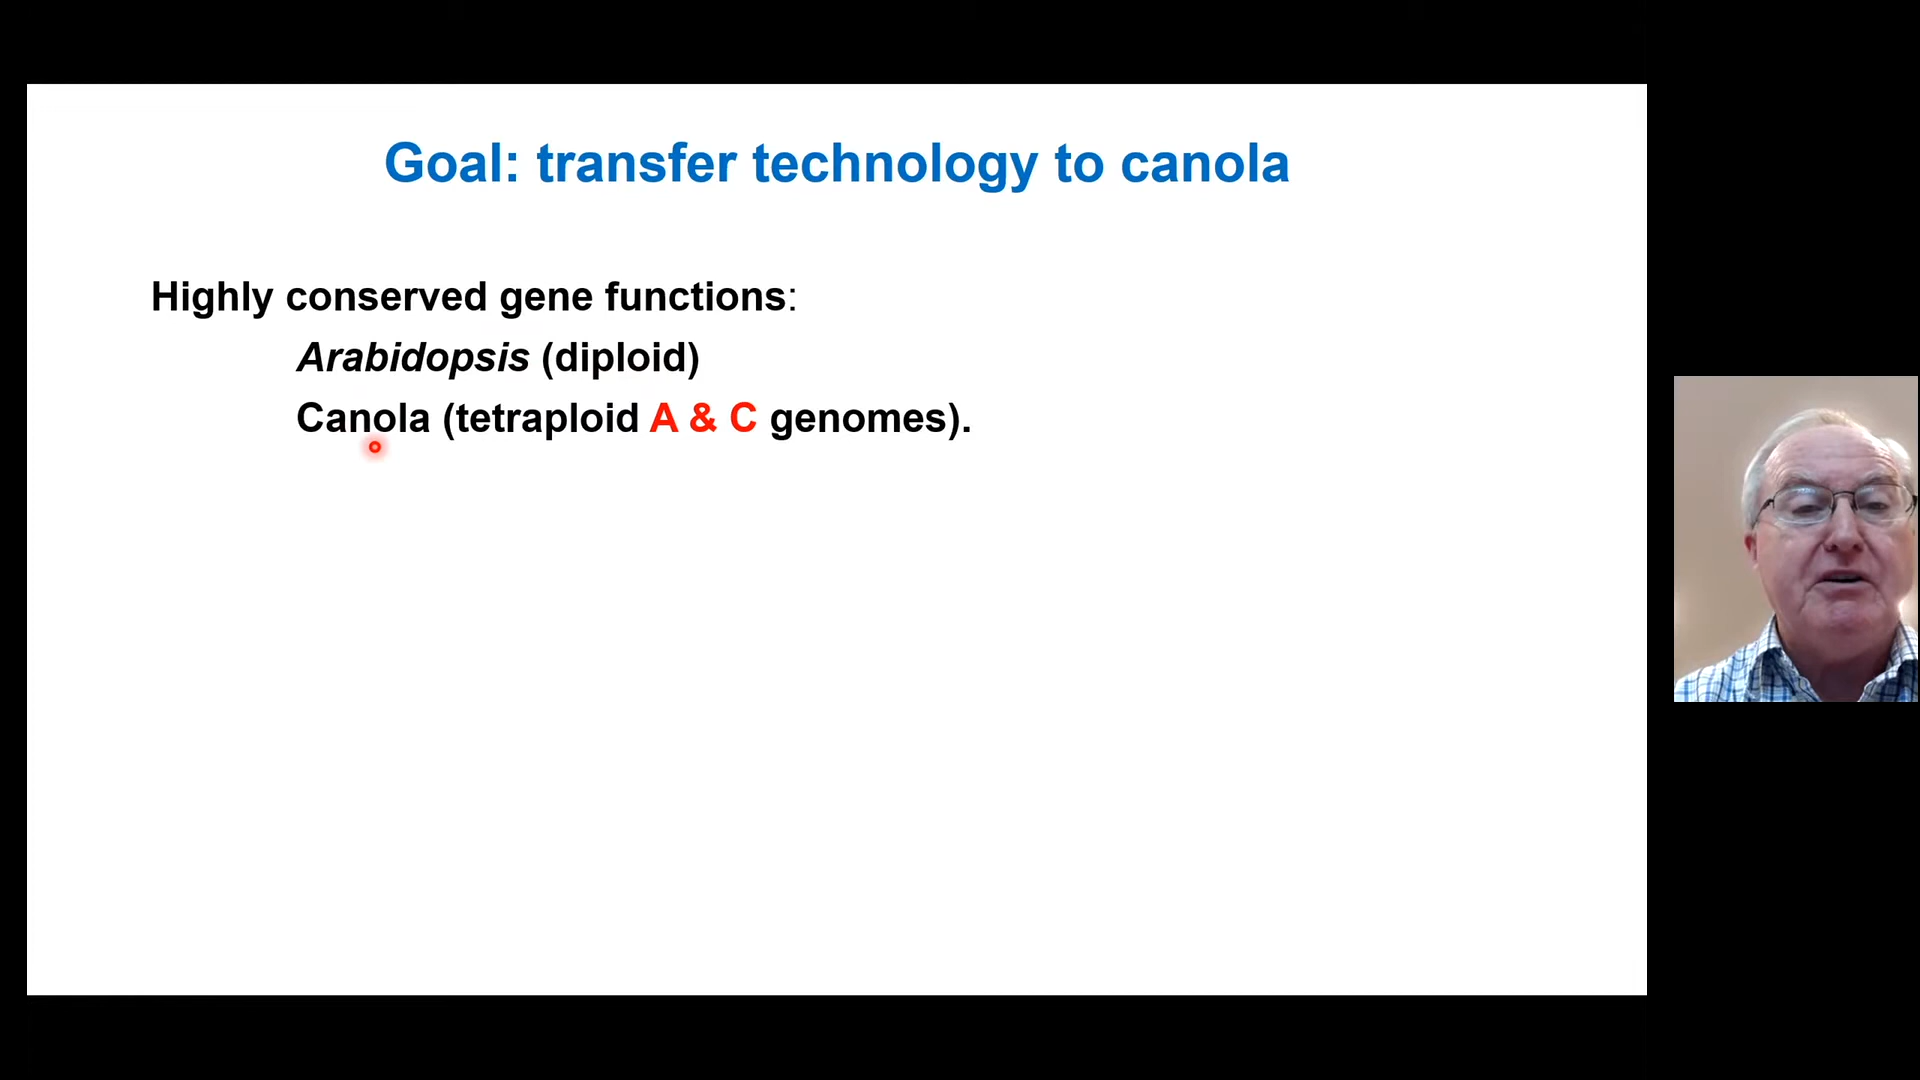 Goal: transfer technology to canola
Highly conserved gene functions:
Arabidopsis (diploid)
Canola (tetraploid A & C genomes).